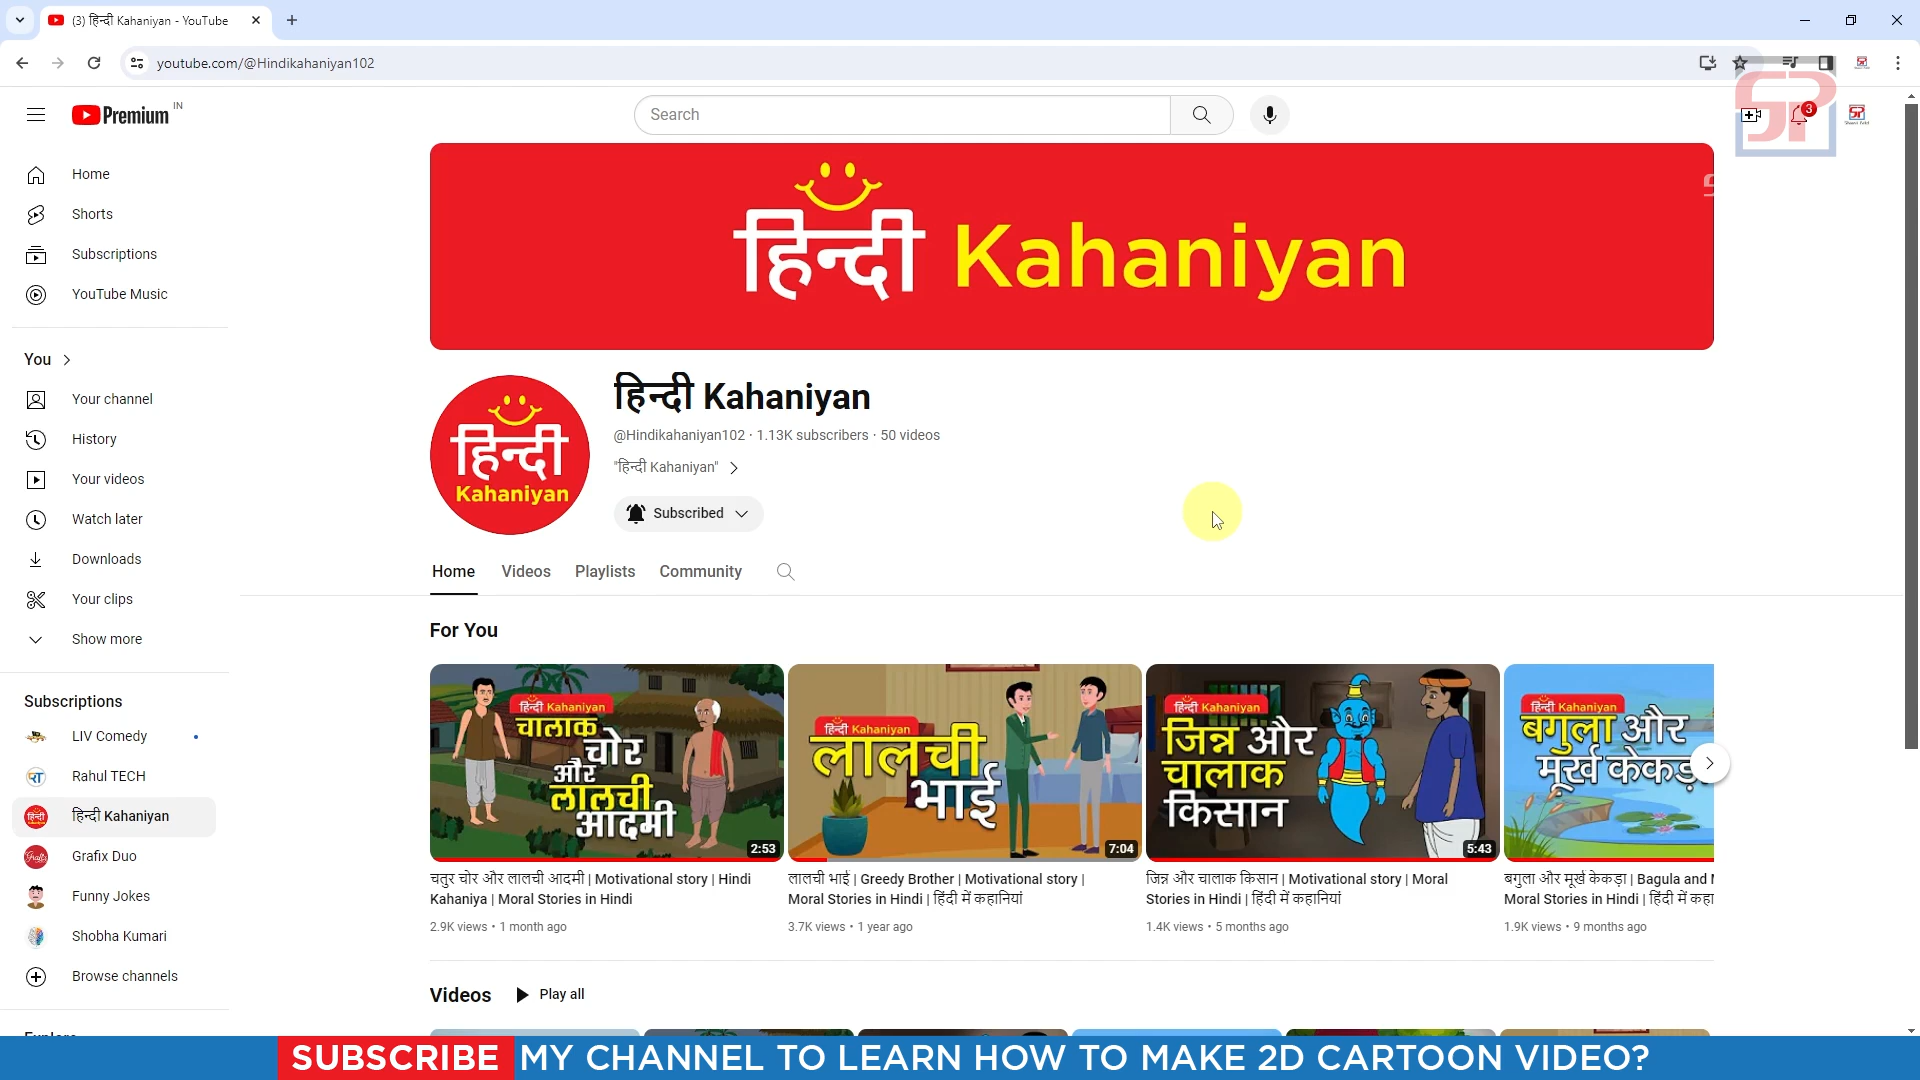 (3) हिन्दी Kahaniyan - YouTube
youtube.com/@Hindikahaniyan102
Premium IN
Search
3
Home
Shorts
Subscriptions
YouTube Music
You
Your channel
History
Your videos
Watch later
Downloads
Your clips
Show more
Subscriptions
LIV Comedy
Rahul TECH
हिन्दी Kahaniyan
Grafix Duo
Funny Jokes
Shobha Kumari
Browse channels
हिन्दी Kahaniyan
हिन्दी
Kahaniyan
हिन्दी Kahaniyan
@Hindikahaniyan102 · 1.13K subscribers · 50 videos
"हिन्दी Kahaniyan"
Subscribed
Home Videos Playlists Community
For You
हिन्दी Kahaniyan
चालाक
चोर
और
लालची
आदमी
2:53
चतुर चोर और लालची आदमी | Motivational story | Hindi
Kahaniya | Moral Stories in Hindi
2.9K views • 1 month ago
हिन्दी Kahaniyan
लालची
भाई
7:04
लालची भाई | Greedy Brother | Motivational story |
Moral Stories in Hindi | हिंदी में कहानियां
3.7K views • 1 year ago
हिन्दी Kahaniyan
जिन्न और
चालाक
किसान
5:43
जिन्न और चालाक किसान | Motivational story | Moral
Stories in Hindi | हिंदी में कहानियां
1.4K views • 5 months ago
हिन्दी Kahaniyan
बगुला और
मूर्ख
बगुला और मूर्ख केकड़ा | Bagula and
Moral Stories in Hindi | हिंदी में
1.9K views • 9 months ago
Videos Play all
SUBSCRIBE MY CHANNEL TO LEARN HOW TO MAKE 2D CARTOON VIDEO?